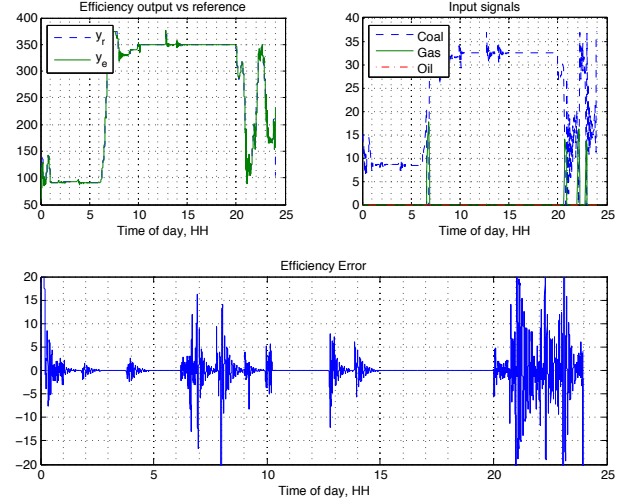 Efficiency output vs reference
400
350
300
250
200
150
100
50
y_r
y_e
0 5 10 15 20 25
Time of day, HH
Input signals
40
35
30
25
20
15
10
5
0
Coal
Gas
Oil
0 5 10 15 20 25
Time of day, HH
Efficiency Error
20
15
10
5
0
−5
−10
−15
−20
0 5 10 15 20 25
Time of day, HH